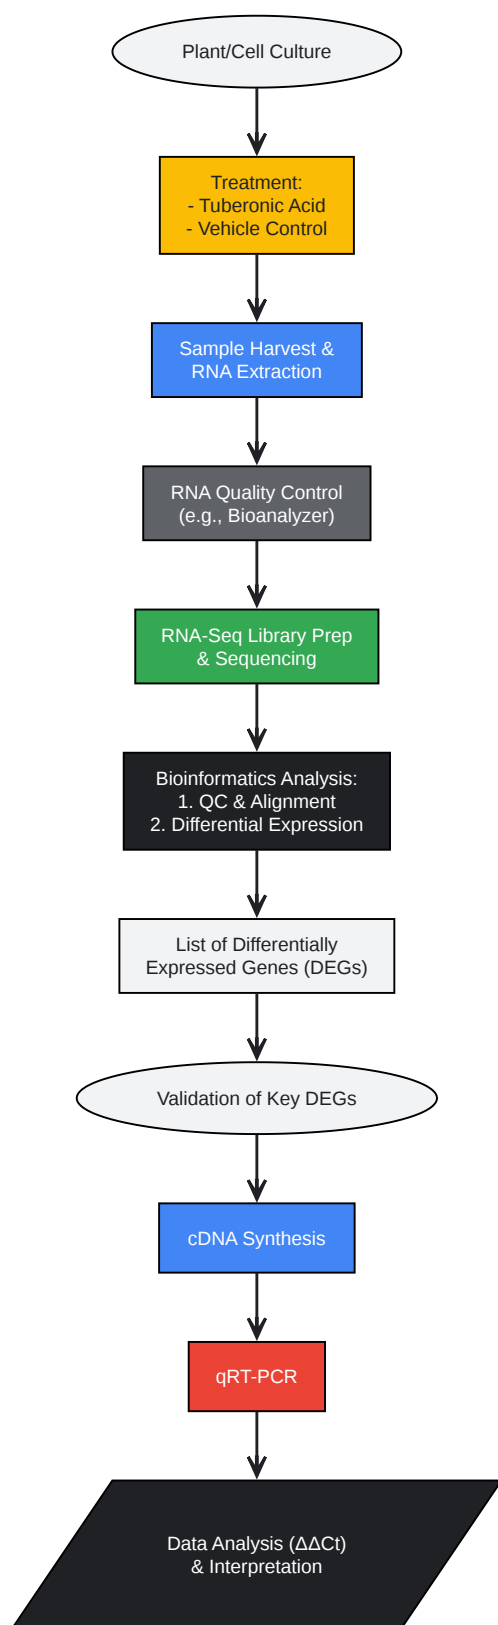 Plant/Cell Culture
Treatment:
- Tuberonic Acid
- Vehicle Control
Sample Harvest &
RNA Extraction
RNA Quality Control
(e.g., Bioanalyzer)
RNA-Seq Library Prep
& Sequencing
Bioinformatics Analysis:
1. QC & Alignment
2. Differential Expression
List of Differentially
Expressed Genes (DEGs)
Validation of Key DEGs
cDNA Synthesis
qRT-PCR
Data Analysis (ΔΔCt)
& Interpretation